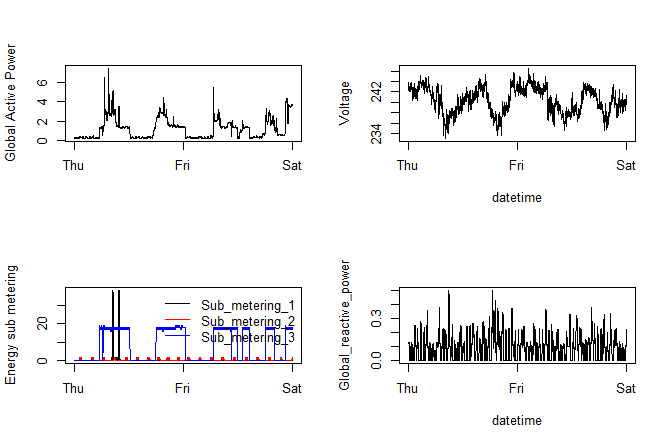 Global Active Power
0 2 4 6
Thu Fri Sat
Voltage
234 242
Thu Fri Sat
datetime
Energy sub metering
0 20
Sub_metering_1
Sub_metering_2
Sub_metering_3
Thu Fri Sat
Global_reactive_power
0.0 0.3
Thu Fri Sat
datetime